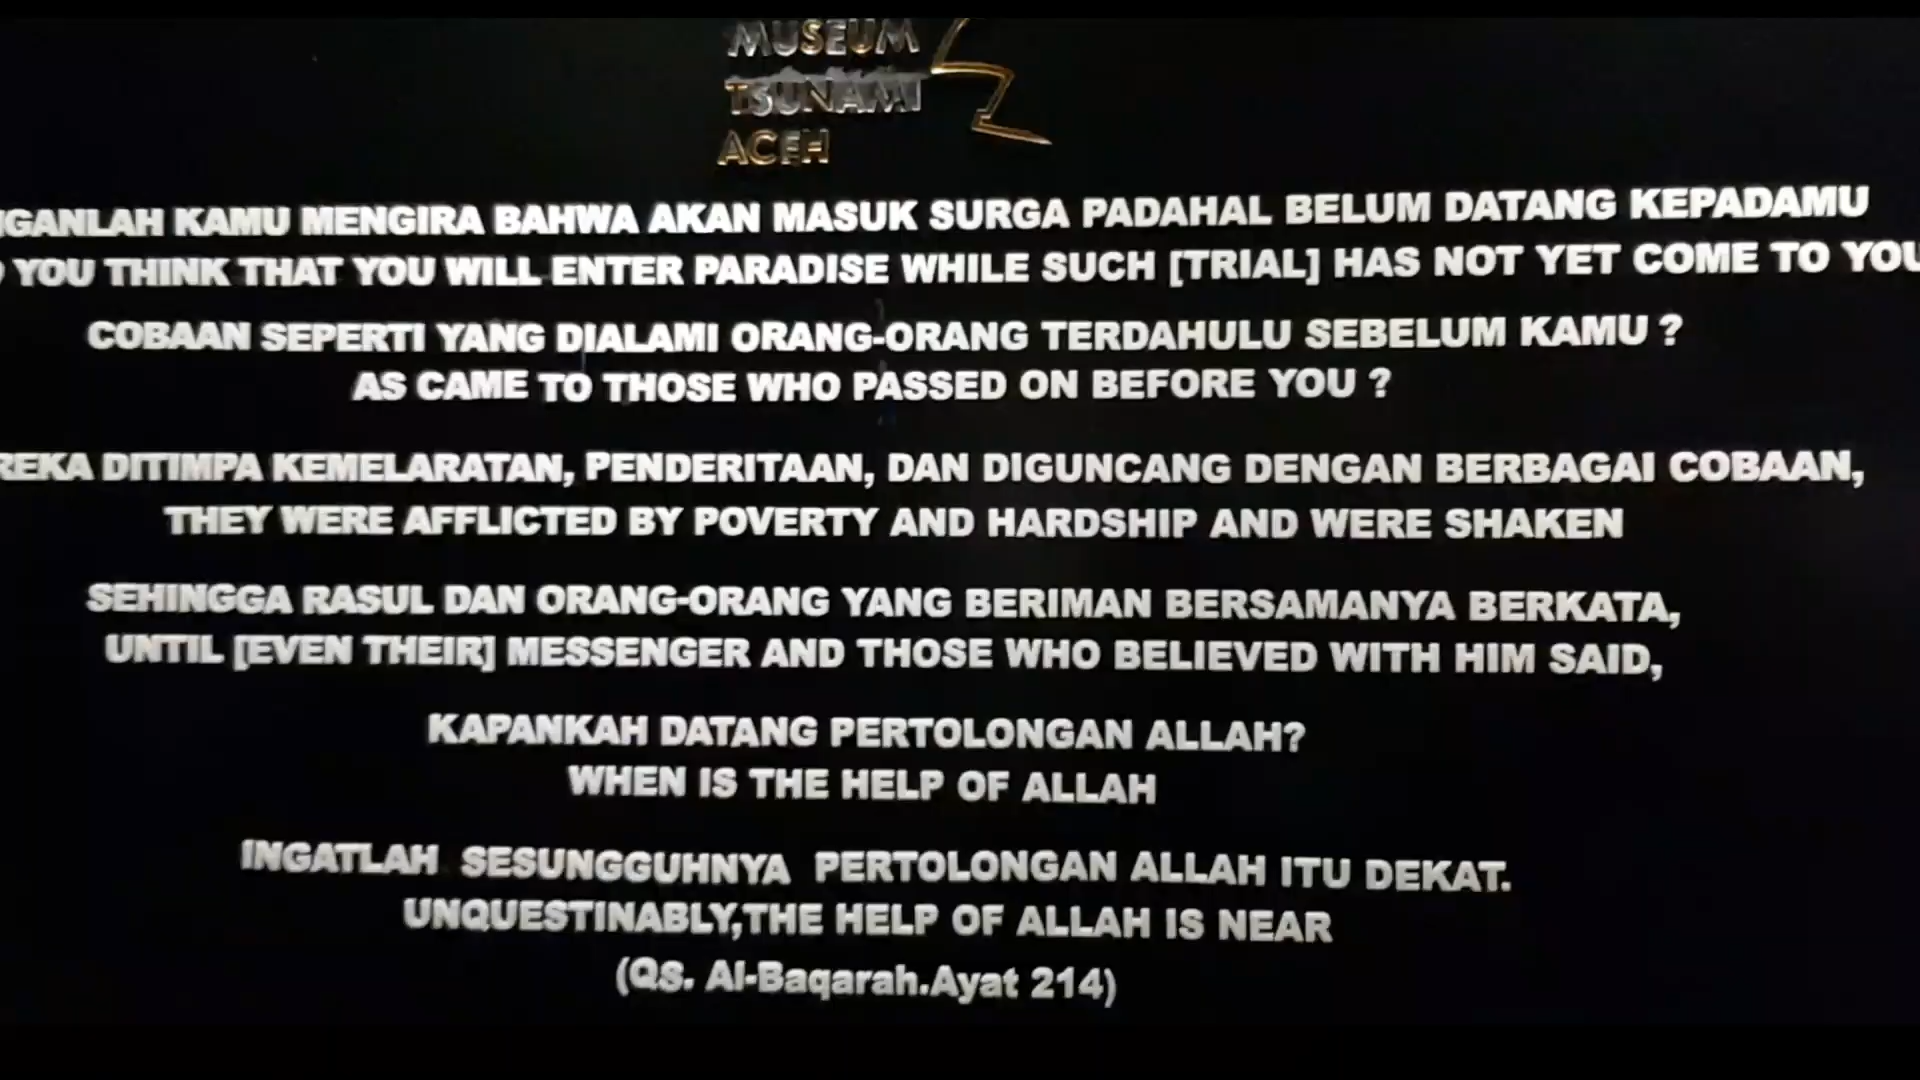 MUSEUM
TSUNAMI
ACEH
KAMU MENGIRA BAHWA AKAN MASUK SURGA PADAHAL BELUM DATANG KEPADAMU
YOU THINK THAT YOU WILL ENTER PARADISE WHILE SUCH [TRIAL] HAS NOT YET COME TO YOU
COBAAN SEPERTI YANG DIALAMI ORANG-ORANG TERDAHULU SEBELUM KAMU ?
AS CAME TO THOSE WHO PASSED ON BEFORE YOU ?
DITIMPA KEMELARATAN, PENDERITAAN, DAN DIGUNCANG DENGAN BERBAGAI COBAAN,
THEY WERE AFFLICTED BY POVERTY AND HARDSHIP AND WERE SHAKEN
SEHINGGA RASUL DAN ORANG-ORANG YANG BERIMAN BERSAMANYA BERKATA,
UNTIL [EVEN THEIR] MESSENGER AND THOSE WHO BELIEVED WITH HIM SAID,
KAPANKAH DATANG PERTOLONGAN ALLAH?
WHEN IS THE HELP OF ALLAH
INGATLAH SESUNGGUHNYA PERTOLONGAN ALLAH ITU DEKAT.
UNQUESTINABLY,THE HELP OF ALLAH IS NEAR
(Qs. Al-Baqarah.Ayat 214)